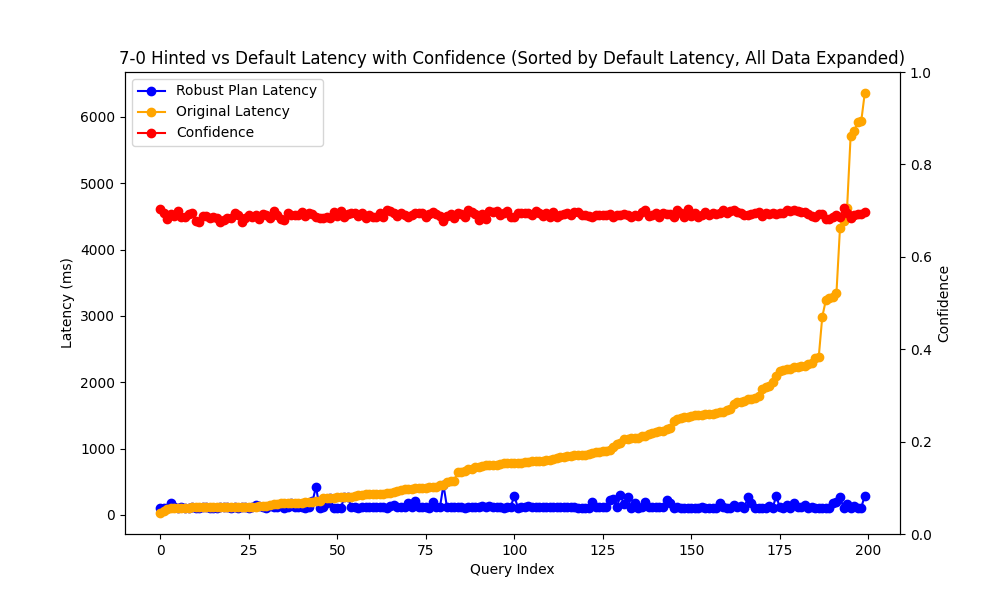 7-0 Hinted vs Default Latency with Confidence (Sorted by Default Latency, All Data Expanded)
Robust Plan Latency
Original Latency
Confidence
6000
5000
4000
3000
2000
1000
0
Latency (ms)
1.0
0.8
0.6
0.4
0.2
0.0
Confidence
0 25 50 75 100 125 150 175 200
Query Index